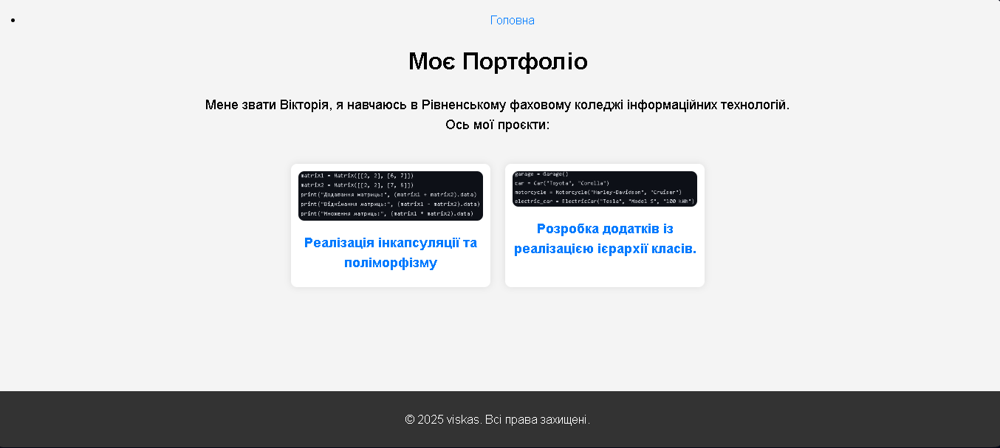 Головна
Моє Портфоліо
Мене звати Вікторія, я навчаюсь в Рівненському фаховому коледжі інформаційних технологій.
Ось мої проєкти:
matrix1 = Matrix([[2, 2], [6, 7]])
matrix2 = Matrix([[2, 2], [7, 6]])
print("Додавання матриць:", (matrix1 + matrix2).data)
print("Віднімання матриць:", (matrix1 - matrix2).data)
print("Множення матриць:", (matrix1 * matrix2).data)
Реалізація інкапсуляції та
поліморфізму
garage = Garage()
car = Car("Toyota", "Corolla")
motorcycle = Motorcycle("Harley-Davidson", "Cruiser")
electric_car = ElectricCar("Tesla", "Model S", "100 kWh")
Розробка додатків із
реалізацією ієрархії класів.
© 2025 viskas. Всі права захищені.